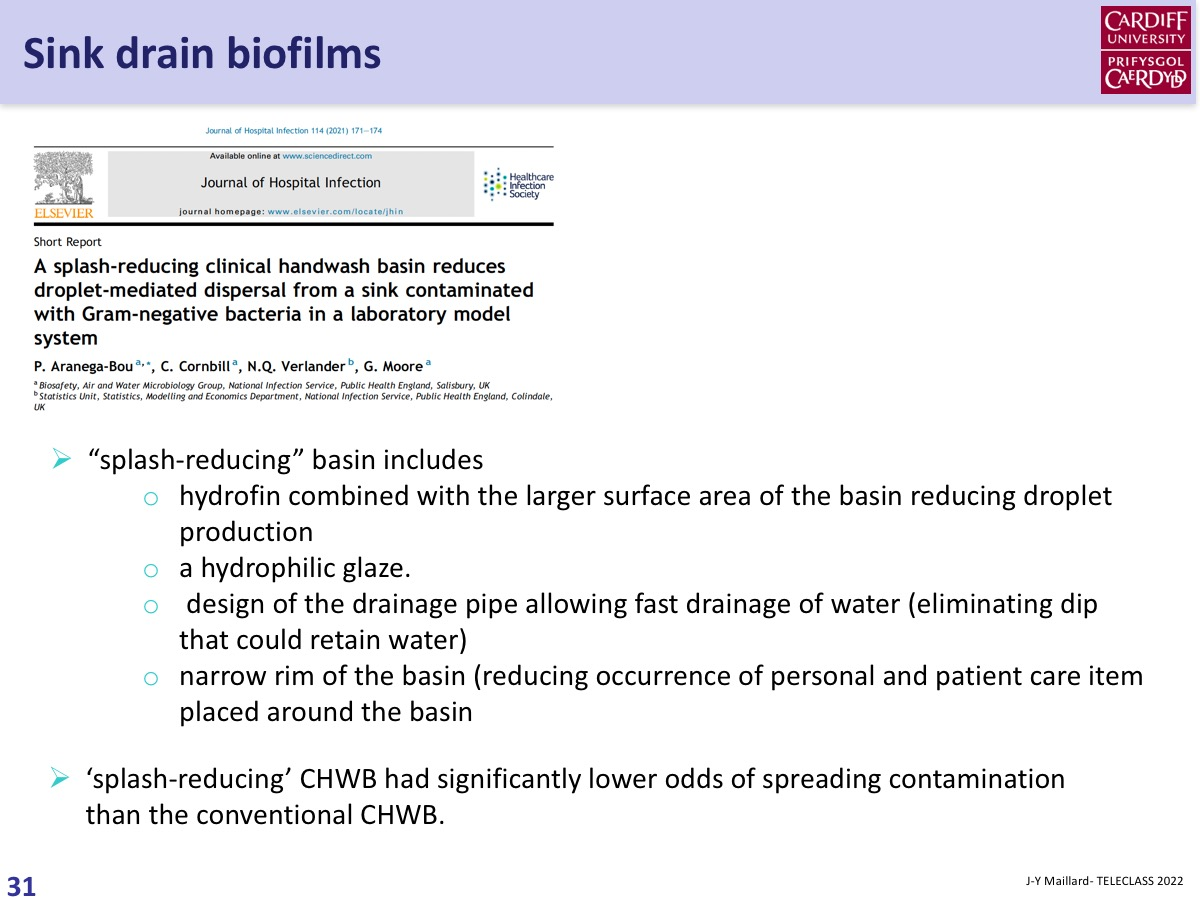 Sink drain biofilms
CARDIFF
UNIVERSITY
PRIFYSGOL
CAERDYDD
Journal of Hospital Infection 114 (2021) 171–174
Available online at www.sciencedirect.com
Journal of Hospital Infection
journal homepage: www.elsevier.com/locate/jhin
ELSEVIER
Healthcare
Infection
Society
Short Report
A splash-reducing clinical handwash basin reduces
droplet-mediated dispersal from a sink contaminated
with Gram-negative bacteria in a laboratory model
system
P. Aranega-Bou a,*, C. Cornbill a, N.Q. Verlander b, G. Moore a
a Biosafety, Air and Water Microbiology Group, National Infection Service, Public Health England, Salisbury, UK
b Statistics Unit, Statistics, Modelling and Economics Department, National Infection Service, Public Health England, Colindale,
UK
➢ “splash-reducing” basin includes
o hydrofin combined with the larger surface area of the basin reducing droplet
production
o a hydrophilic glaze.
o design of the drainage pipe allowing fast drainage of water (eliminating dip
that could retain water)
o narrow rim of the basin (reducing occurrence of personal and patient care item
placed around the basin
➢ ‘splash-reducing’ CHWB had significantly lower odds of spreading contamination
than the conventional CHWB.
31
J-Y Maillard- TELECLASS 2022